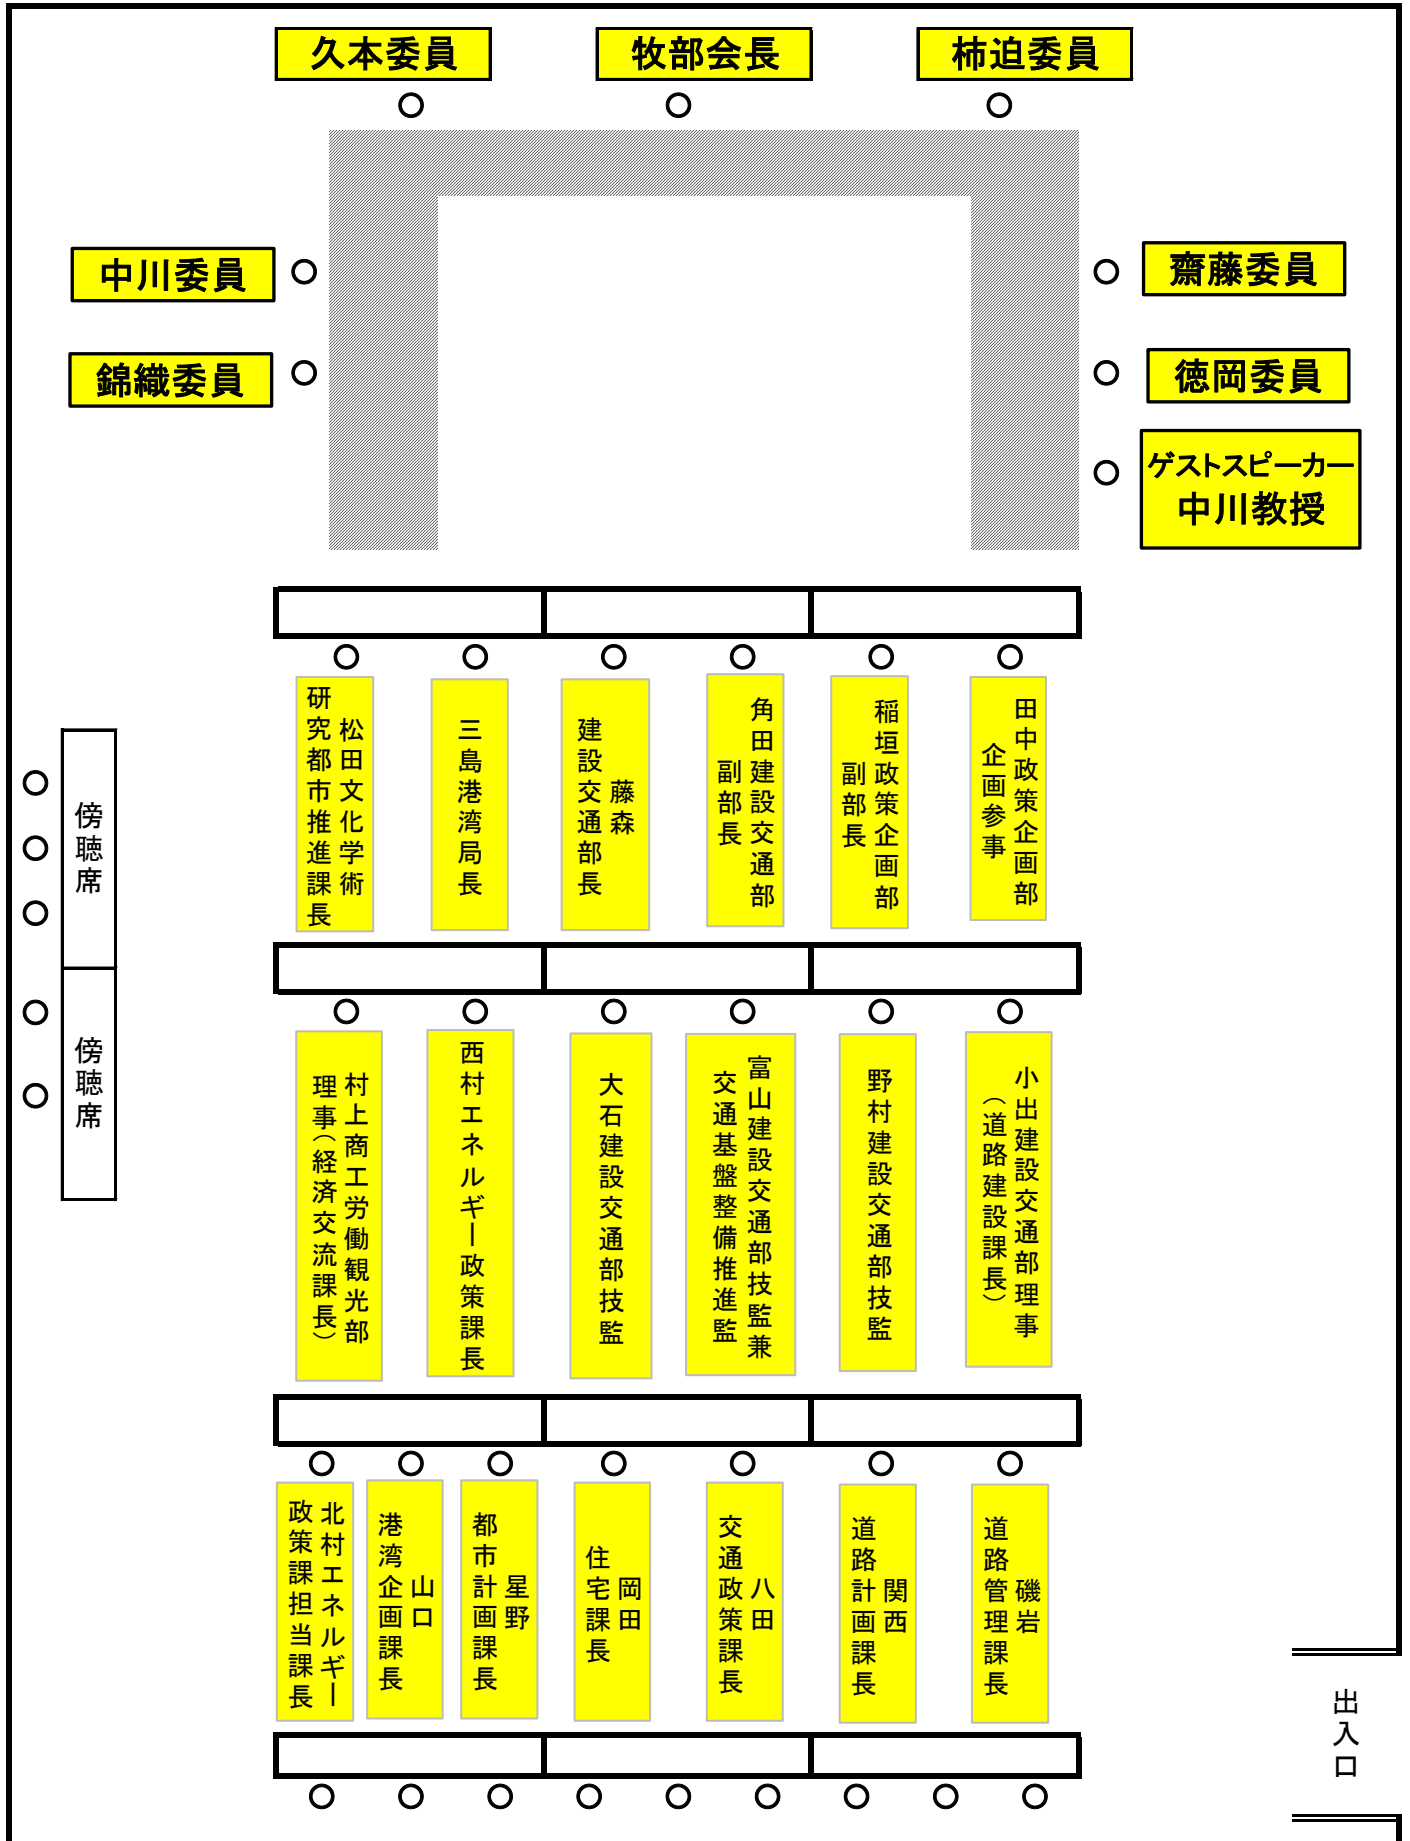 久本委員
牧部会長
柿迫委員
中川委員
齋藤委員
錦織委員
徳岡委員
ゲストスピーカー
中川教授
松田文化学術
研究都市推進課長
三島港湾局長
藤森
建設交通部長
角田建設交通部
副部長
稲垣政策企画部
副部長
田中政策企画部
企画参事
傍聴席
傍聴席
村上商工労働観光部
理事（経済交流課長）
西村エネルギー政策課長
大石建設交通部技監
富山建設交通部技監兼
交通基盤整備推進監
野村建設交通部技監
小出建設交通部理事
（道路建設課長）
北村エネルギー
政策課担当課長
山口
港湾企画課長
星野
都市計画課長
岡田
住宅課長
八田
交通政策課長
関西
道路計画課長
磯岩
道路管理課長
出入口